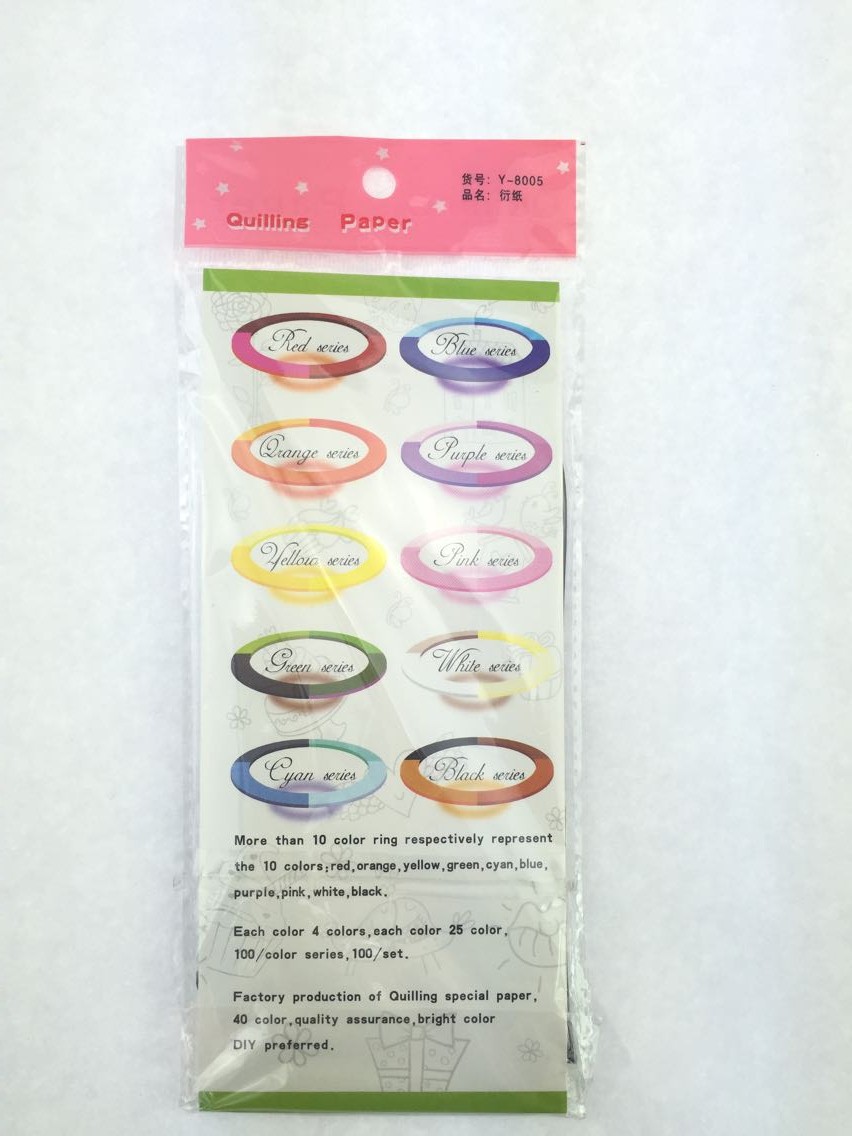 货号: Y-8005
品名: 衍纸
Quilling Paper
Red series
Blue series
Orange series
Purple series
Yellow series
Pink series
Green series
White series
Cyan series
Black series
More than 10 color ring respectively represent
the 10 colors;red,orange,yellow,green,cyan,blue,
purple,pink,white,black.
Each color 4 colors,each color 25 color,
100/color series,100/set.
Factory production of Quilling special paper,
40 color,quality assurance,bright color
DIY preferred.